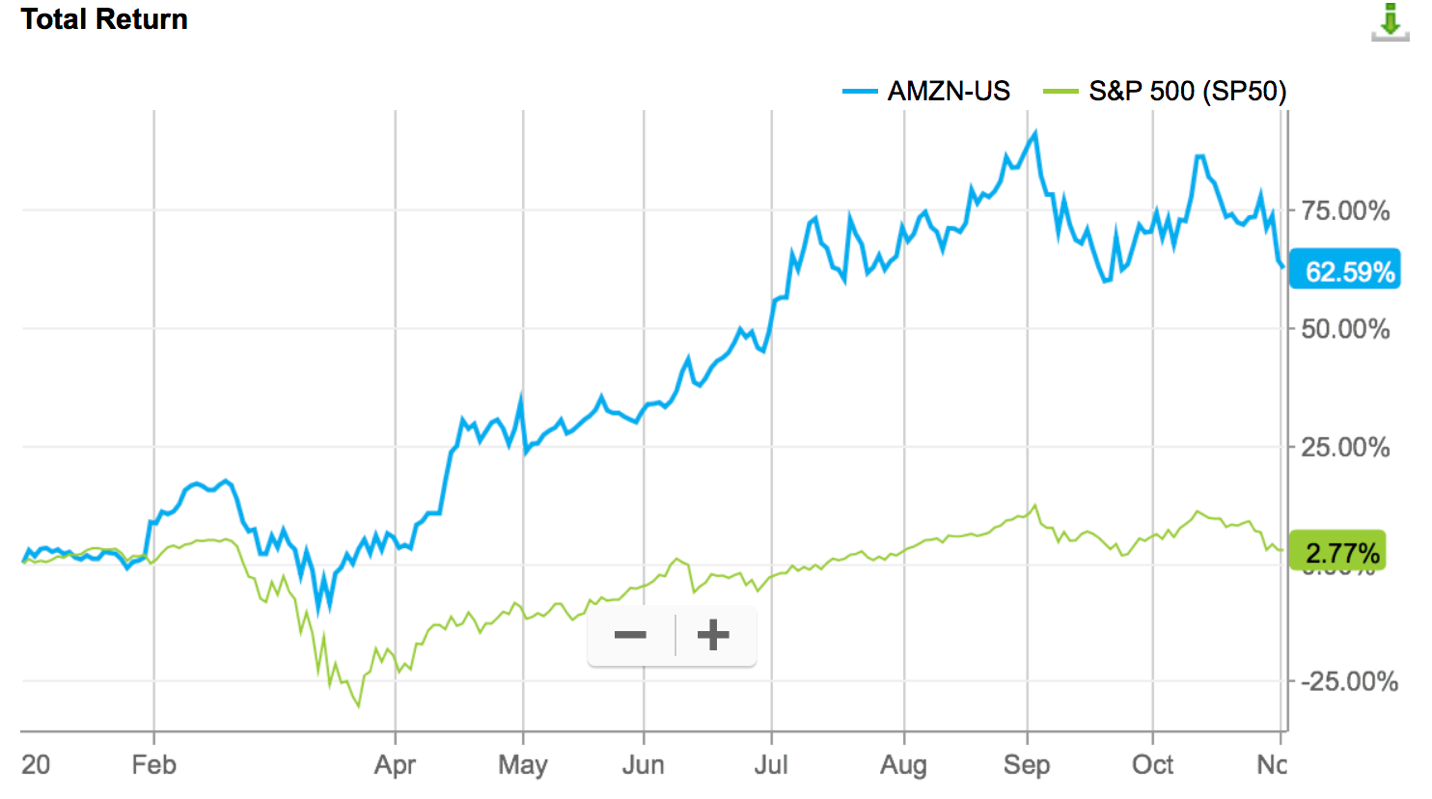 Total Return
AMZN-US S&P 500 (SP50)
75.00%
62.59%
50.00%
25.00%
2.77%
-25.00%
20 Feb Apr May Jun Jul Aug Sep Oct